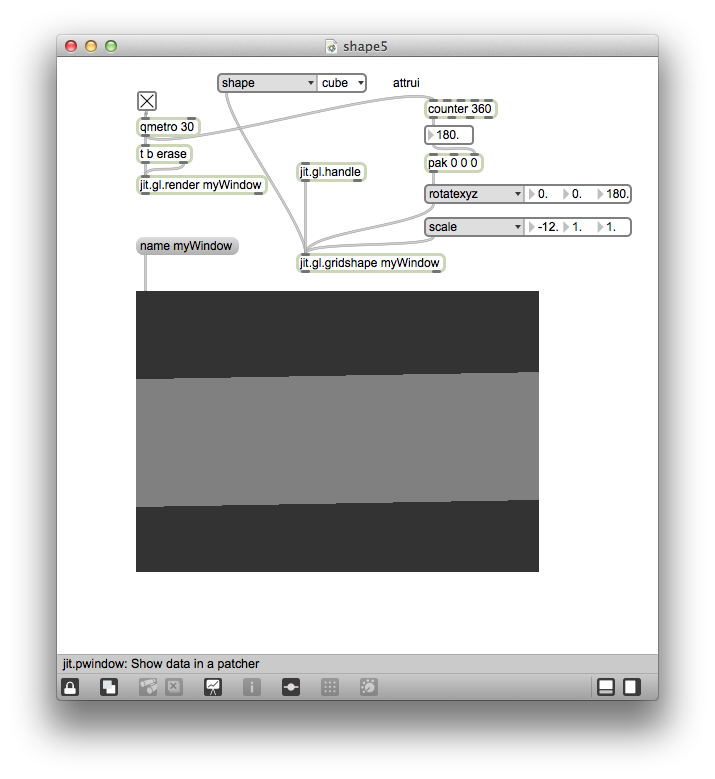 shape5
shape cube attrui
counter 360
qmetro 30
180.
t b erase
pak 0 0 0
jit.gl.handle
jit.gl.render myWindow
rotatexyz 0. 0. 180.
scale -12. 1. 1.
name myWindow
jit.gl.gridshape myWindow
jit.pwindow: Show data in a patcher